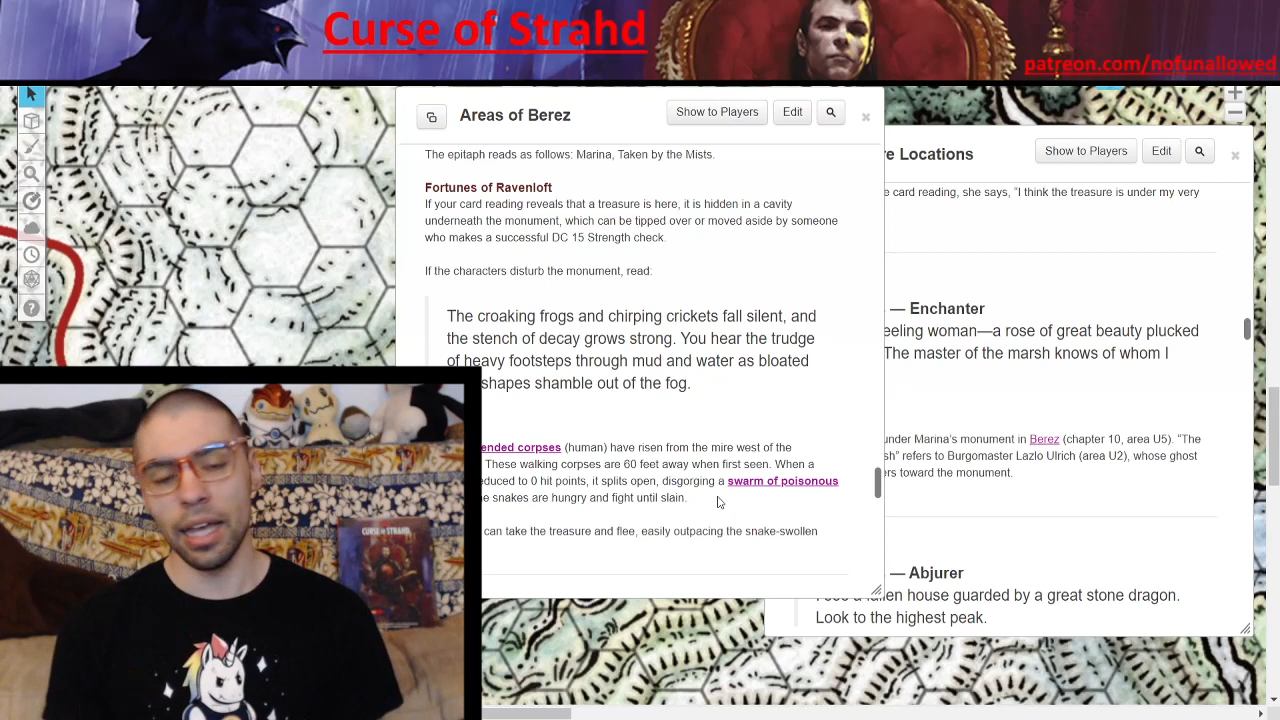 Curse of Strahd
patreon.com/nofunallowed
Areas of Berez
Show to Players
Edit
The epitaph reads as follows: Marina, Taken by the Mists.
Fortunes of Ravenloft
If your card reading reveals that a treasure is here, it is hidden in a cavity
underneath the monument, which can be tipped over or moved aside by someone
who makes a successful DC 15 Strength check.
If the characters disturb the monument, read:
The croaking frogs and chirping crickets fall silent, and
the stench of decay grows strong. You hear the trudge
of heavy footsteps through mud and water as bloated
shapes shamble out of the fog.
ended corpses (human) have risen from the mire west of the
These walking corpses are 60 feet away when first seen. When a
educed to 0 hit points, it splits open, disgorging a swarm of poisonous
e snakes are hungry and fight until slain.
can take the treasure and flee, easily outpacing the snake-swollen
re Locations
Show to Players
Edit
e card reading, she says, "I think the treasure is under my very
— Enchanter
eeling woman—a rose of great beauty plucked
The master of the marsh knows of whom I
under Marina's monument in Berez (chapter 10, area U5). "The
sh" refers to Burgomaster Lazlo Ulrich (area U2), whose ghost
rs toward the monument.
— Abjurer
I see a fallen house guarded by a great stone dragon.
Look to the highest peak.
CURSE OF STRAHD